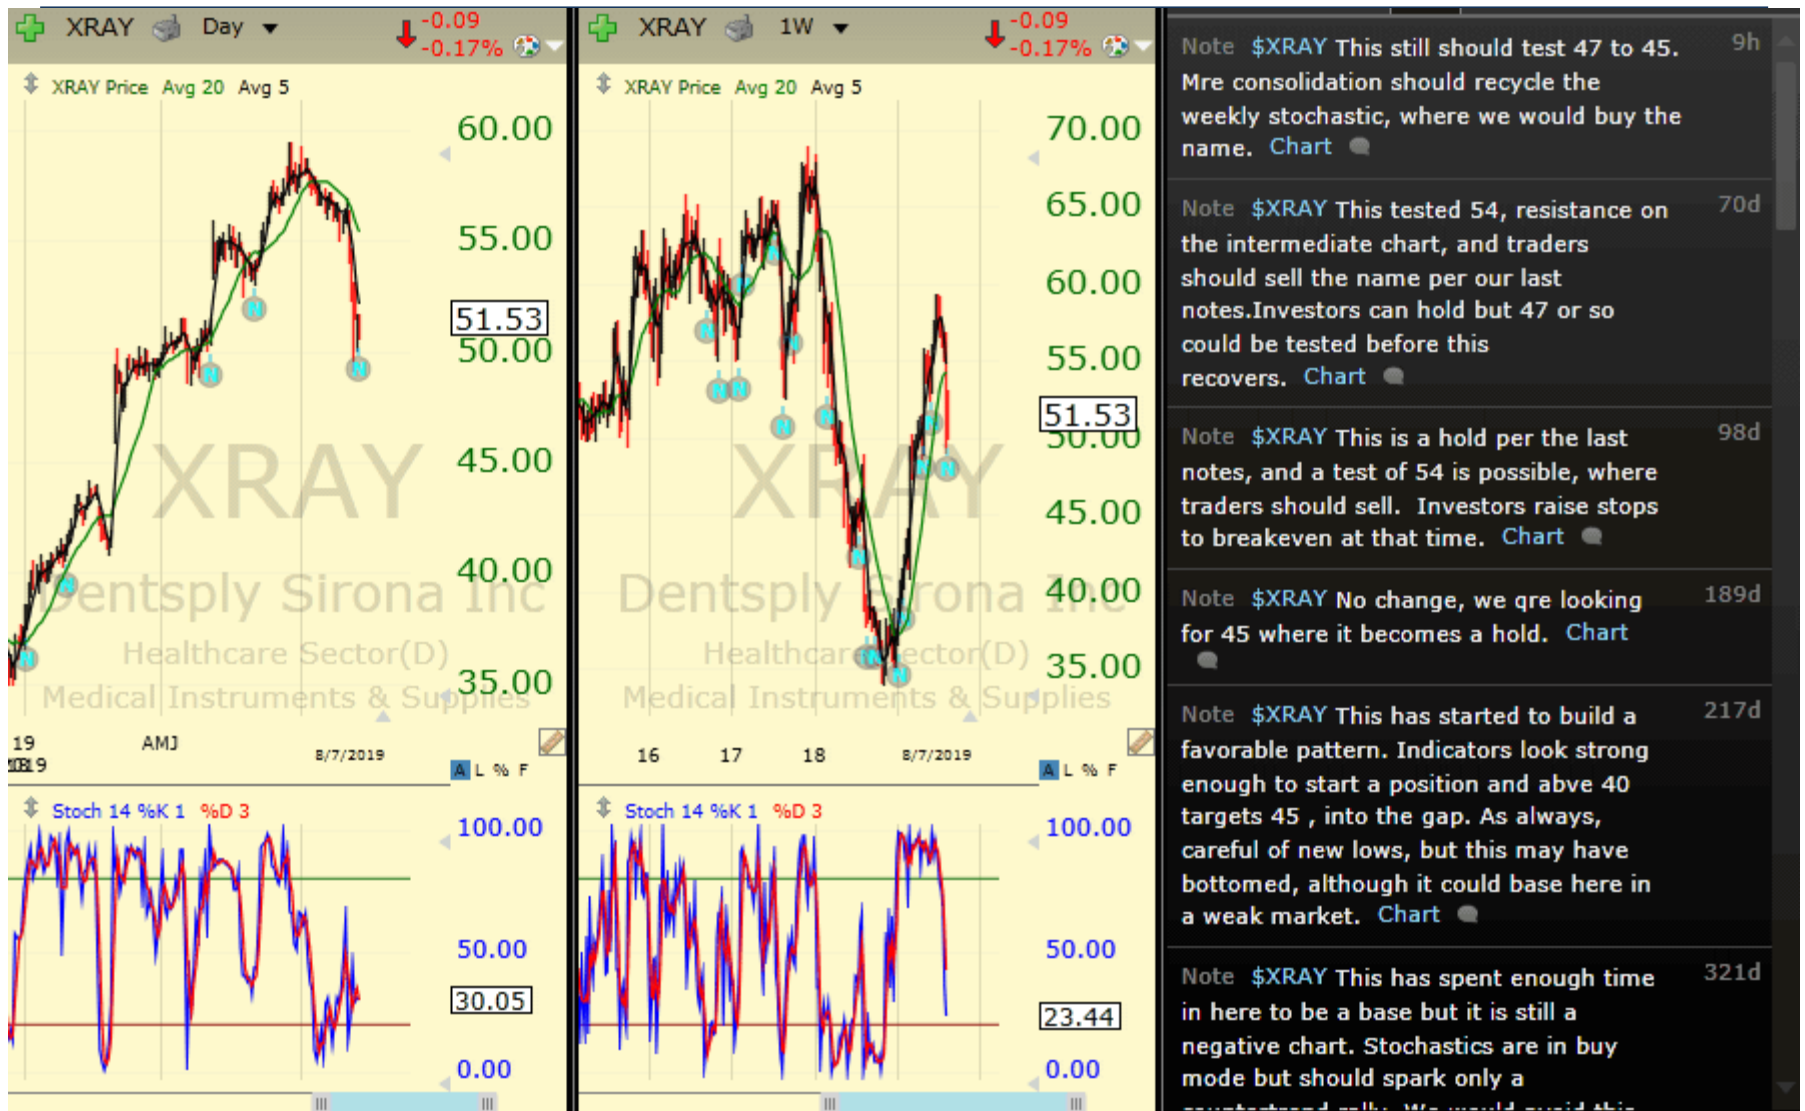 XRAY Day -0.09
-0.17%
XRAY Price Avg 20 Avg 5
60.00
55.00
51.53
50.00
45.00
40.00
35.00
XRAY
Dentsply Sirona Inc
Healthcare Sector(D)
Medical Instruments & Supplies
19 AMJ 8/7/2019
A L % F
Stoch 14 %K 1 %D 3
100.00
50.00
30.05
0.00
XRAY 1W -0.09
-0.17%
XRAY Price Avg 20 Avg 5
70.00
65.00
60.00
55.00
51.53
50.00
45.00
40.00
35.00
XRAY
Dentsply Sirona Inc
Healthcare Sector(D)
Medical Instruments & Supplies
16 17 18 8/7/2019
A L % F
Stoch 14 %K 1 %D 3
100.00
50.00
23.44
0.00
Note $XRAY This still should test 47 to 45. 9h
Mre consolidation should recycle the
weekly stochastic, where we would buy the
name. Chart
Note $XRAY This tested 54, resistance on 70d
the intermediate chart, and traders
should sell the name per our last
notes.Investors can hold but 47 or so
could be tested before this
recovers. Chart
Note $XRAY This is a hold per the last 98d
notes, and a test of 54 is possible, where
traders should sell. Investors raise stops
to breakeven at that time. Chart
Note $XRAY No change, we qre looking 189d
for 45 where it becomes a hold. Chart
Note $XRAY This has started to build a 217d
favorable pattern. Indicators look strong
enough to start a position and abve 40
targets 45 , into the gap. As always,
careful of new lows, but this may have
bottomed, although it could base here in
a weak market. Chart
Note $XRAY This has spent enough time 321d
in here to be a base but it is still a
negative chart. Stochastics are in buy
mode but should spark only a